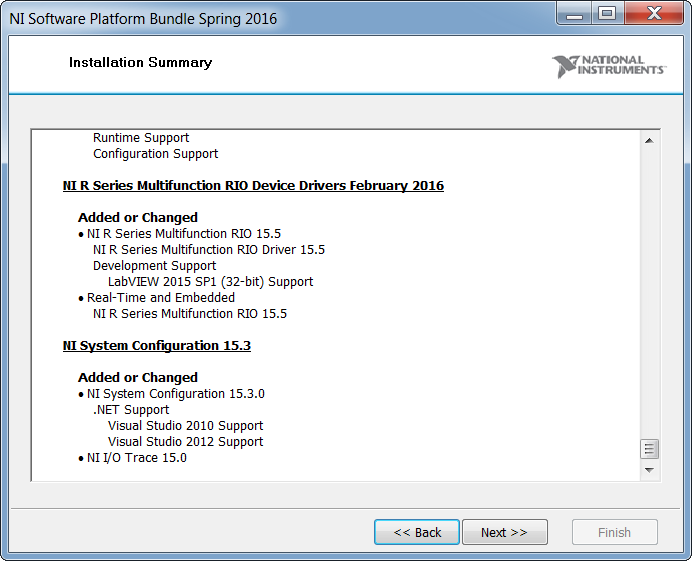 NI Software Platform Bundle Spring 2016
Installation Summary
NATIONAL
INSTRUMENTS
Runtime Support
Configuration Support
NI R Series Multifunction RIO Device Drivers February 2016
Added or Changed
• NI R Series Multifunction RIO 15.5
NI R Series Multifunction RIO Driver 15.5
Development Support
LabVIEW 2015 SP1 (32-bit) Support
• Real-Time and Embedded
NI R Series Multifunction RIO 15.5
NI System Configuration 15.3
Added or Changed
• NI System Configuration 15.3.0
.NET Support
Visual Studio 2010 Support
Visual Studio 2012 Support
• NI I/O Trace 15.0
<< Back
Next >>
Finish